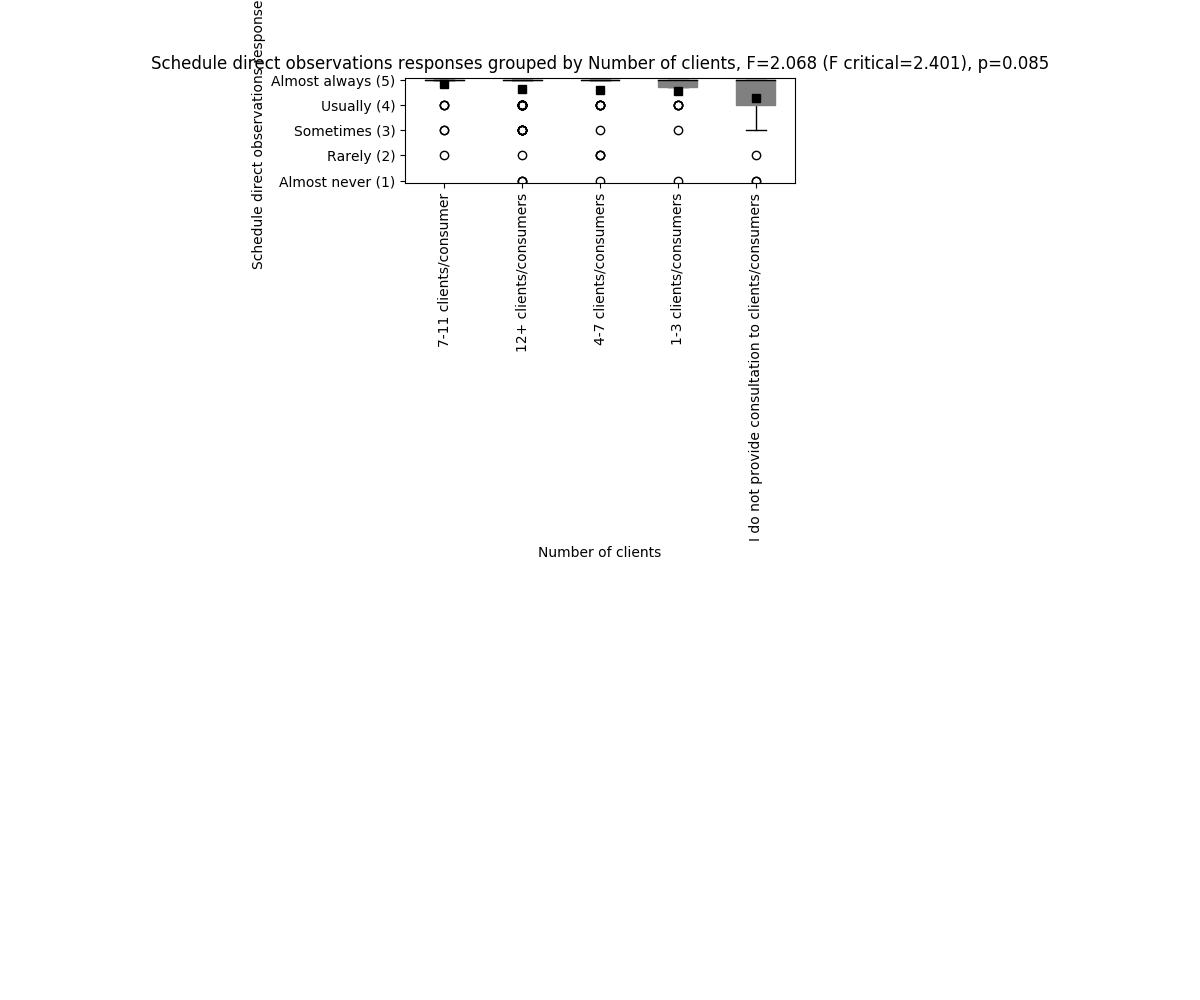 Schedule direct observations responses grouped by Number of clients, F=2.068 (F critical=2.401), p=0.085
Schedule direct observations response
Almost always (5)
Usually (4)
Sometimes (3)
Rarely (2)
Almost never (1)
7-11 clients/consumer
12+ clients/consumers
4-7 clients/consumers
1-3 clients/consumers
I do not provide consultation to clients/consumers
Number of clients